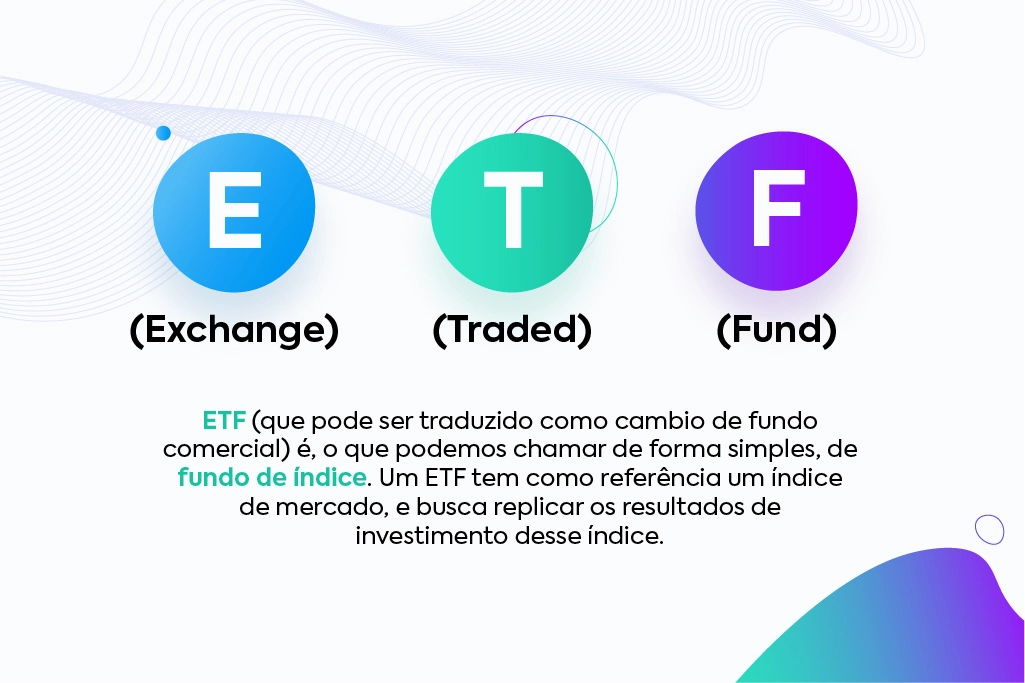 E T F
(Exchange) (Traded) (Fund)
ETF (que pode ser traduzido como cambio de fundo
comercial) é, o que podemos chamar de forma simples, de
fundo de índice. Um ETF tem como referência um índice
de mercado, e busca replicar os resultados de
investimento desse índice.